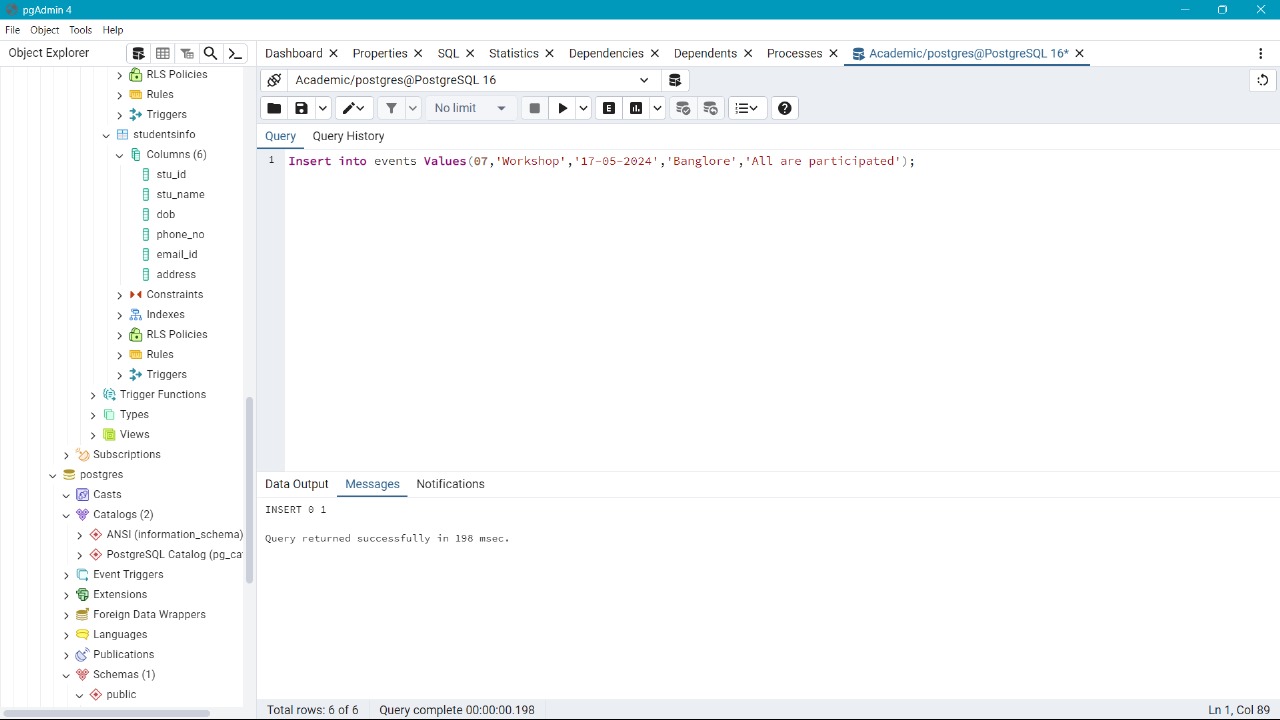 pgAdmin 4
File Object Tools Help
Object Explorer
Dashboard Properties SQL Statistics Dependencies Dependents Processes Academic/postgres@PostgreSQL 16*
Academic/postgres@PostgreSQL 16
No limit
E
Query Query History
1 Insert into events Values(07,'Workshop','17-05-2024','Banglore','All are participated');
RLS Policies
Rules
Triggers
studentsinfo
Columns (6)
stu_id
stu_name
dob
phone_no
email_id
address
Constraints
Indexes
RLS Policies
Rules
Triggers
Trigger Functions
Types
Views
Subscriptions
postgres
Casts
Catalogs (2)
ANSI (information_schema)
PostgreSQL Catalog (pg_ca
Event Triggers
Extensions
Foreign Data Wrappers
Languages
Publications
Schemas (1)
public
Data Output Messages Notifications
INSERT 0 1
Query returned successfully in 198 msec.
Total rows: 6 of 6 Query complete 00:00:00.198 Ln 1, Col 89